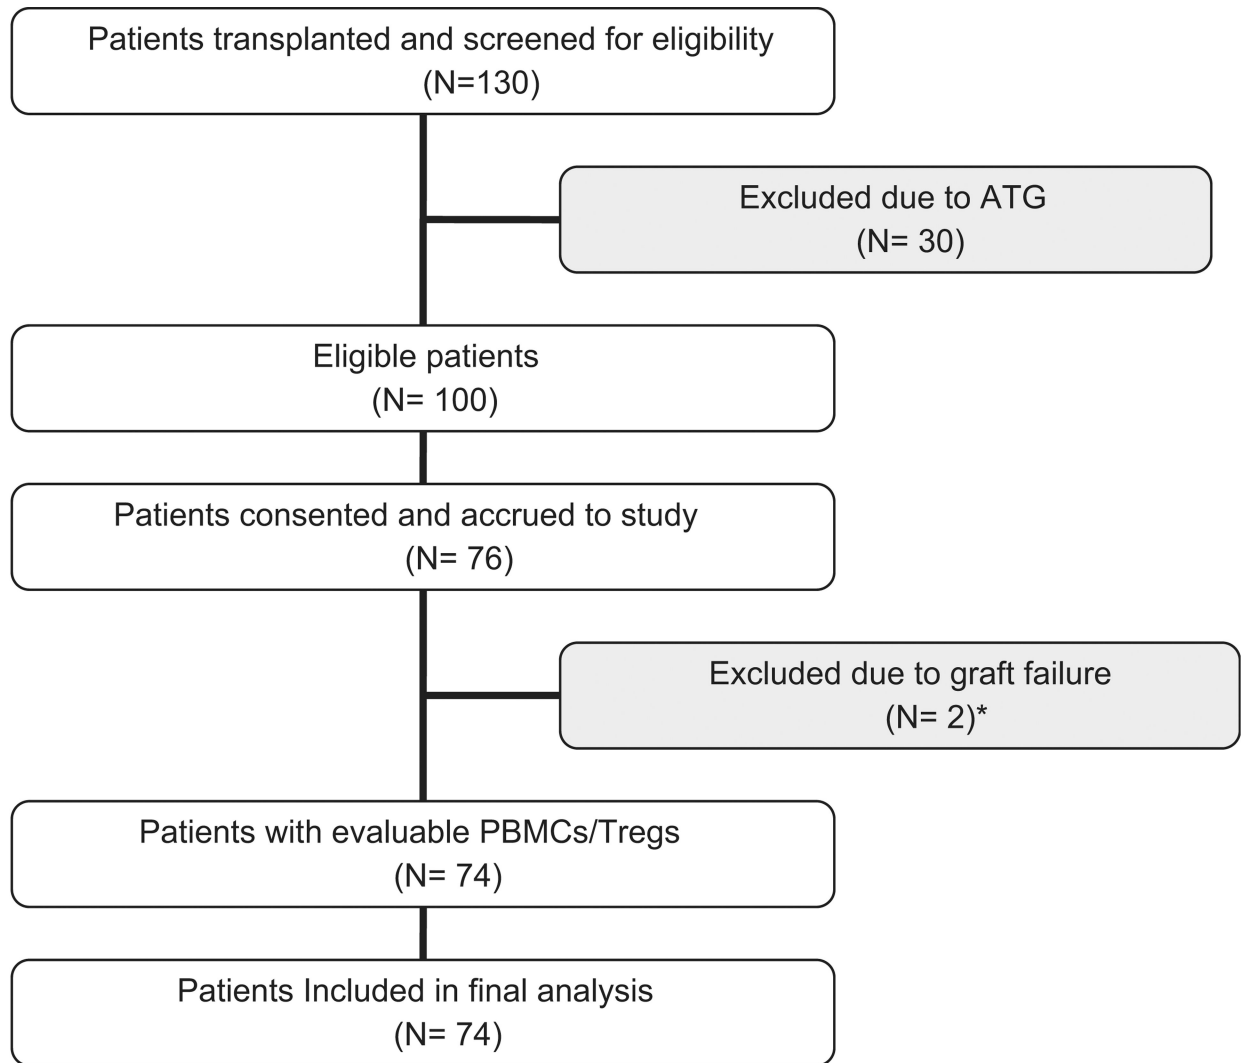 Patients transplanted and screened for eligibility
(N=130)
Excluded due to ATG
(N= 30)
Eligible patients
(N= 100)
Patients consented and accrued to study
(N= 76)
Excluded due to graft failure
(N= 2)*
Patients with evaluable PBMCs/Tregs
(N= 74)
Patients Included in final analysis
(N= 74)